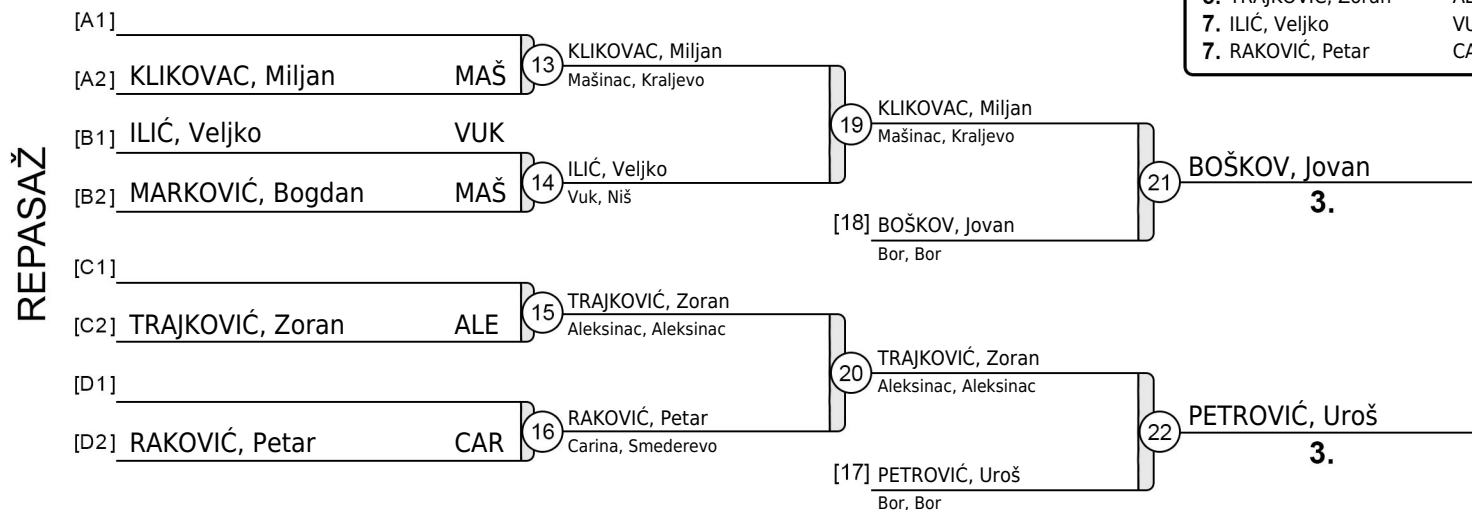 REPASAŽ
[A1]
[A2] KLIKOVAC, Miljan MAŠ
[B1] ILIĆ, Veljko VUK
[B2] MARKOVIĆ, Bogdan MAŠ
[C1]
[C2] TRAJKOVIĆ, Zoran ALE
[D1]
[D2] RAKOVIĆ, Petar CAR
13 KLIKOVAC, Miljan
Mašinac, Kraljevo
14 ILIĆ, Veljko
Vuk, Niš
15 TRAJKOVIĆ, Zoran
Aleksinac, Aleksinac
16 RAKOVIĆ, Petar
Carina, Smederevo
19 KLIKOVAC, Miljan
Mašinac, Kraljevo
[18] BOŠKOV, Jovan
Bor, Bor
20 TRAJKOVIĆ, Zoran
Aleksinac, Aleksinac
[17] PETROVIĆ, Uroš
Bor, Bor
21 BOŠKOV, Jovan
3.
22 PETROVIĆ, Uroš
3.
TRAJKOVIĆ, Zoran
7. ILIĆ, Veljko VU
7. RAKOVIĆ, Petar CA